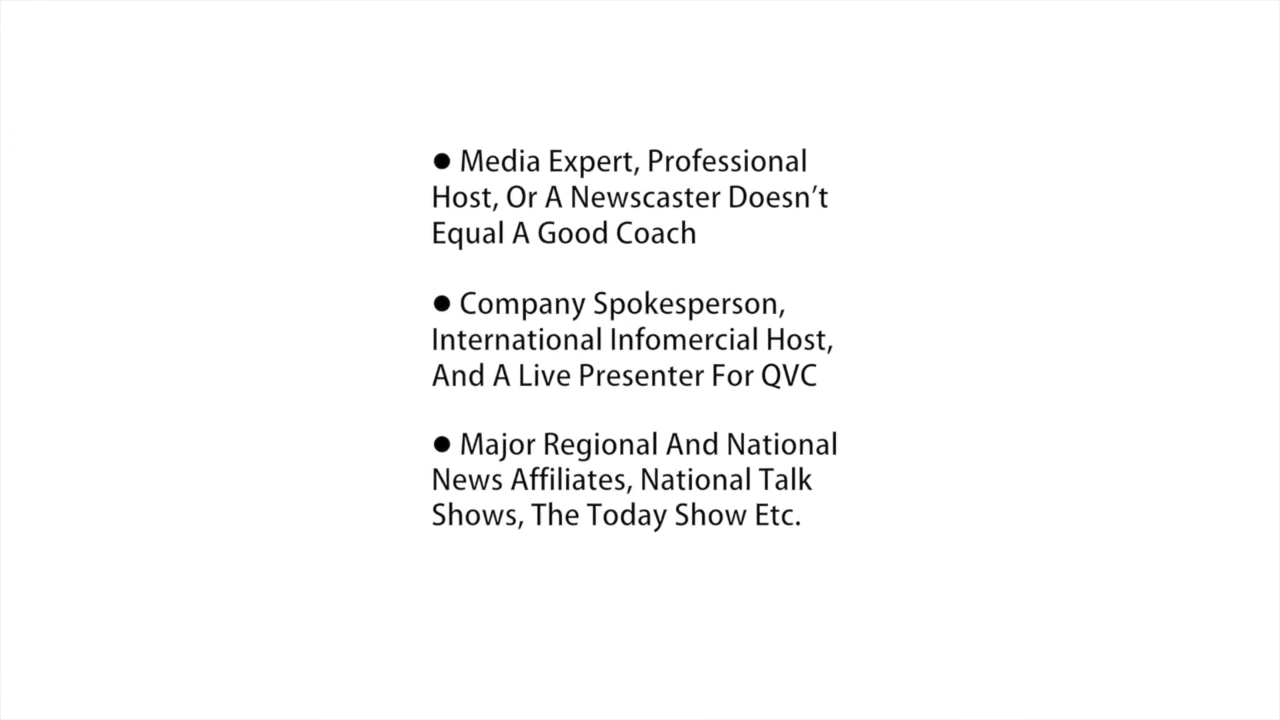 ● Media Expert, Professional
Host, Or A Newscaster Doesn’t
Equal A Good Coach
● Company Spokesperson,
International Infomercial Host,
And A Live Presenter For QVC
● Major Regional And National
News Affiliates, National Talk
Shows, The Today Show Etc.